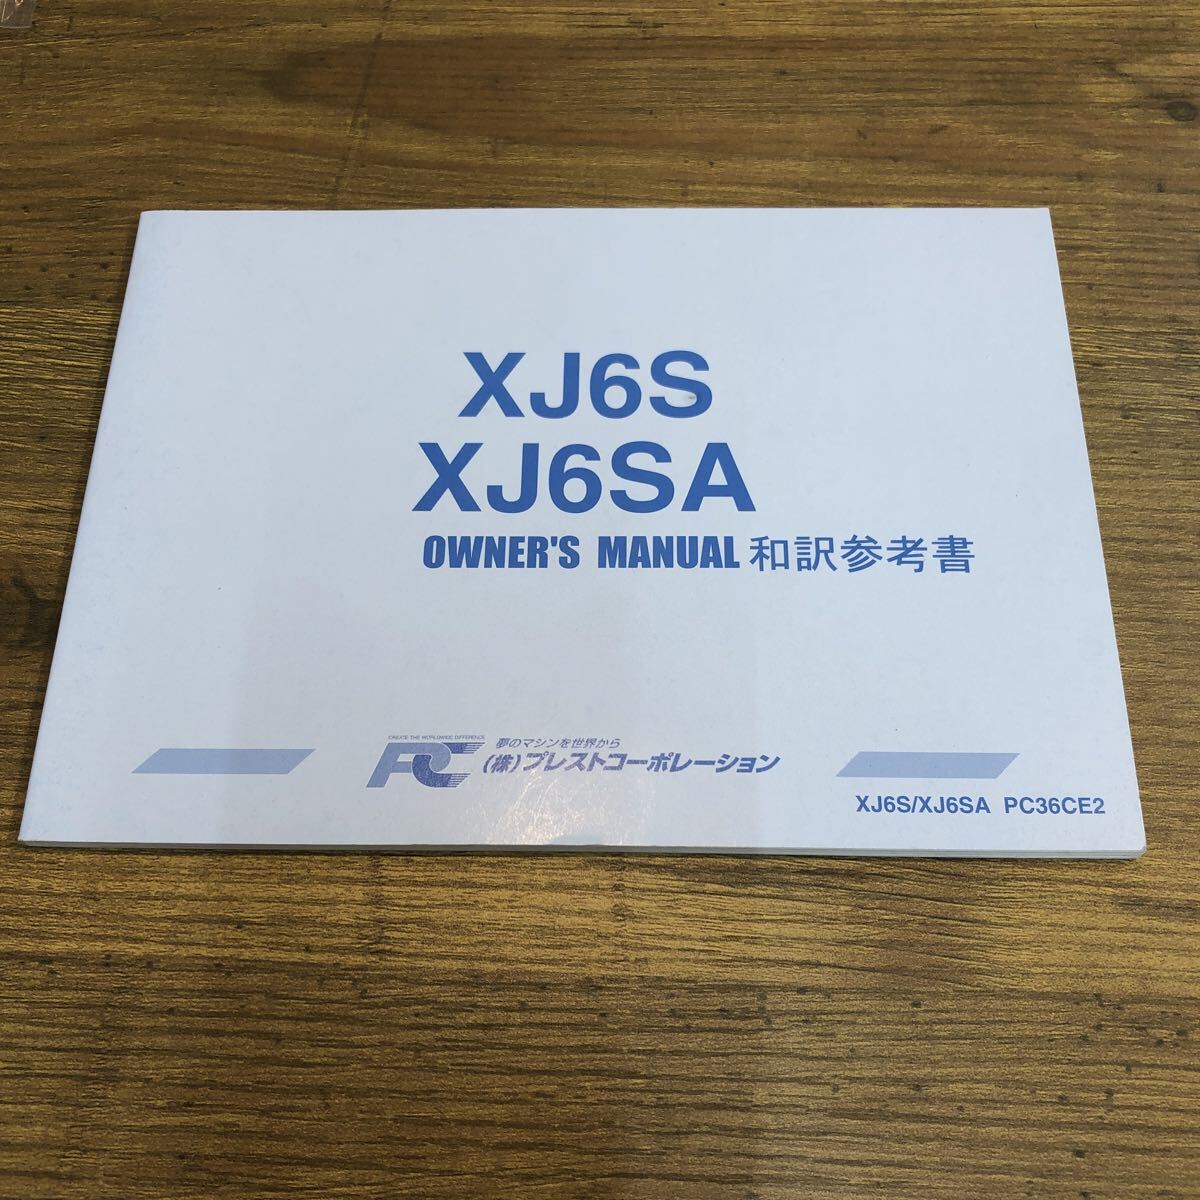 XJ6S
XJ6SA
OWNER'S MANUAL 和訳参考書
CREATE THE WORLDWIDE DIFFERENCE
PC
夢のマシンを世界から
(株)プレストコーポレーション
XJ6S/XJ6SA PC36CE2